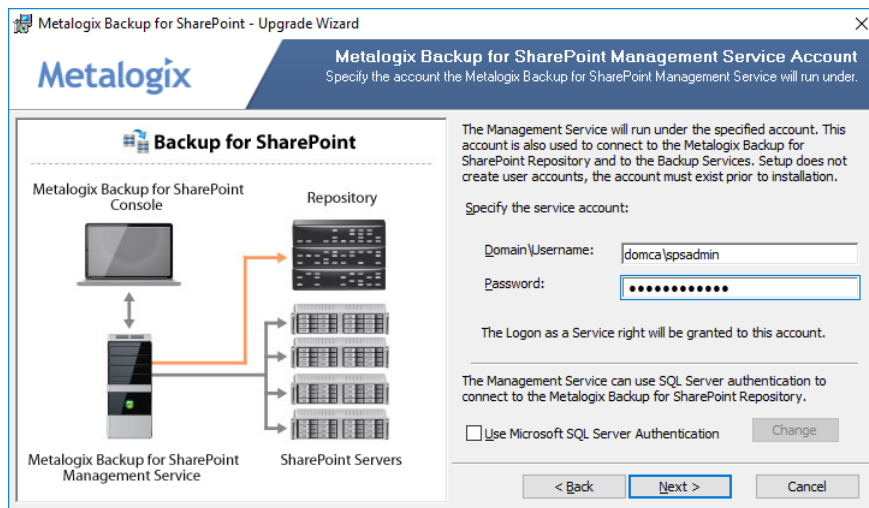 Metalogix Backup for SharePoint - Upgrade Wizard
Metalogix
Metalogix Backup for SharePoint Management Service Account
Specify the account the Metalogix Backup for SharePoint Management Service will run under.
Backup for SharePoint
Metalogix Backup for SharePoint
Console
Repository
Metalogix Backup for SharePoint
Management Service
SharePoint Servers
The Management Service will run under the specified account. This
account is also used to connect to the Metalogix Backup for
SharePoint Repository and to the Backup Services. Setup does not
create user accounts, the account must exist prior to installation.
Specify the service account:
Domain\Username:
domca\spsadmin
Password:
●●●●●●●●●●●●
The Logon as a Service right will be granted to this account.
The Management Service can use SQL Server authentication to
connect to the Metalogix Backup for SharePoint Repository.
Use Microsoft SQL Server Authentication
Change
< Back
Next >
Cancel